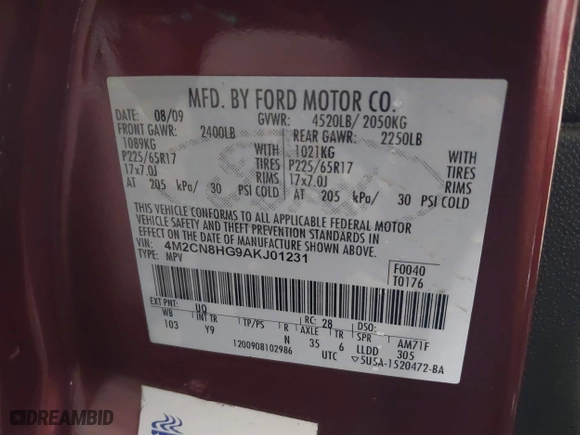 MFD. BY FORD MOTOR CO.
DATE: 08/09 GVWR: 4520LB/ 2050KG
FRONT GAWR: 2400LB REAR GAWR: 2250LB
1089KG WITH 1021KG WITH
P225/65R17 TIRES P225/65R17 TIRES
17x7.0J RIMS 17x7.0J RIMS
AT 205 kPa/ 30 PSI COLD AT 205 kPa/ 30 PSI COLD
THIS VEHICLE CONFORMS TO ALL APPLICABLE FEDERAL MOTOR
VEHICLE SAFETY AND THEFT PREVENTION STANDARDS IN
EFFECT ON THE DATE OF MANUFACTURE SHOWN ABOVE.
VIN: 4M2CN8HG9AKJ01231
TYPE: MPV
F0040
T0176
EXT PNT: UQ RC: 28 DSO:
WB INT TR TP/PS R AXLE TR SPR AM71F
103 Y9 N 35 6 LLDD 305
1200908102986 UTC ▽5USA-1520472-BA
DREAMBID